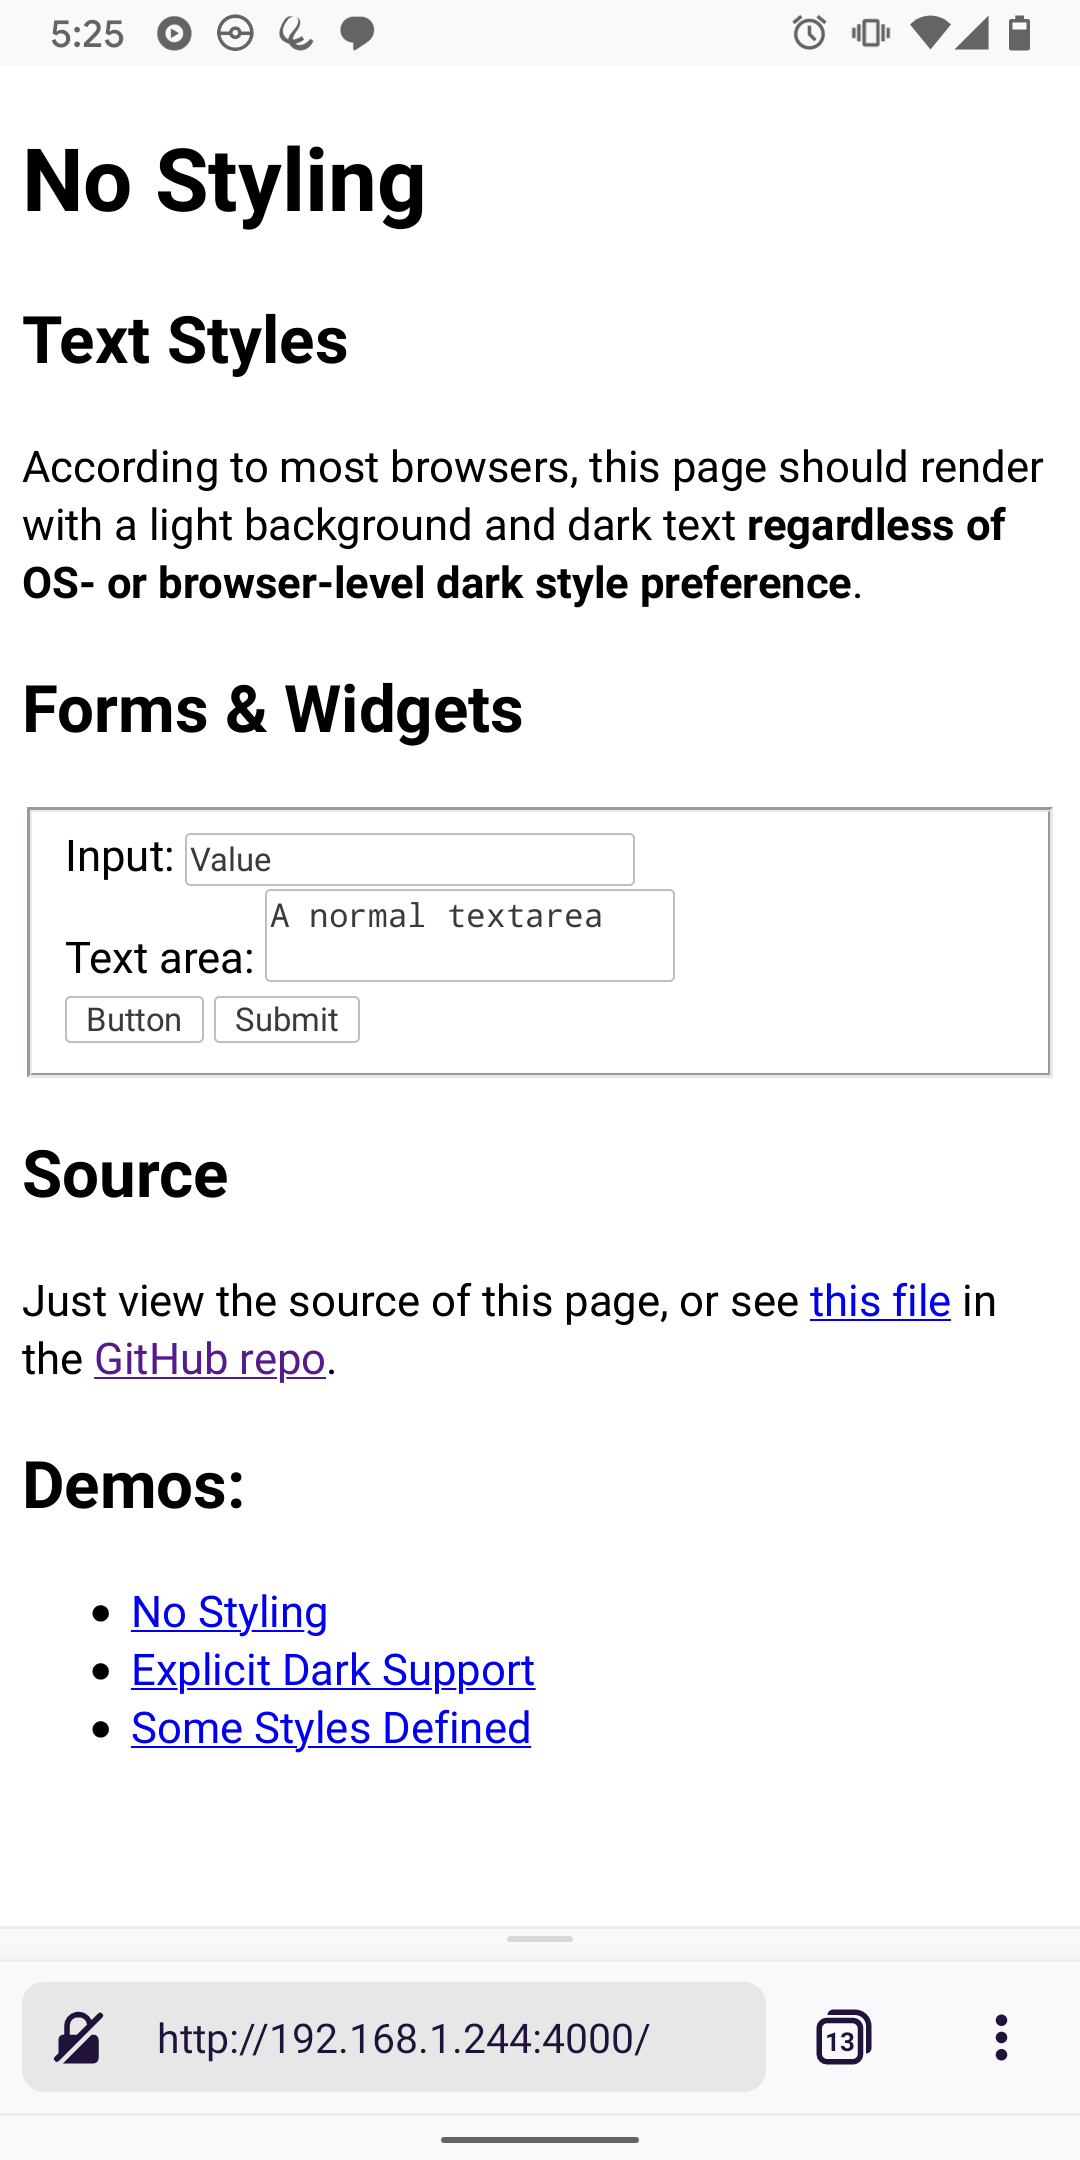 5:25
No Styling
Text Styles
According to most browsers, this page should render
with a light background and dark text regardless of
OS- or browser-level dark style preference.
Forms & Widgets
Input: Value
A normal textarea
Text area:
Button Submit
Source
Just view the source of this page, or see this file in
the GitHub repo.
Demos:
No Styling
Explicit Dark Support
Some Styles Defined
http://192.168.1.244:4000/ 13